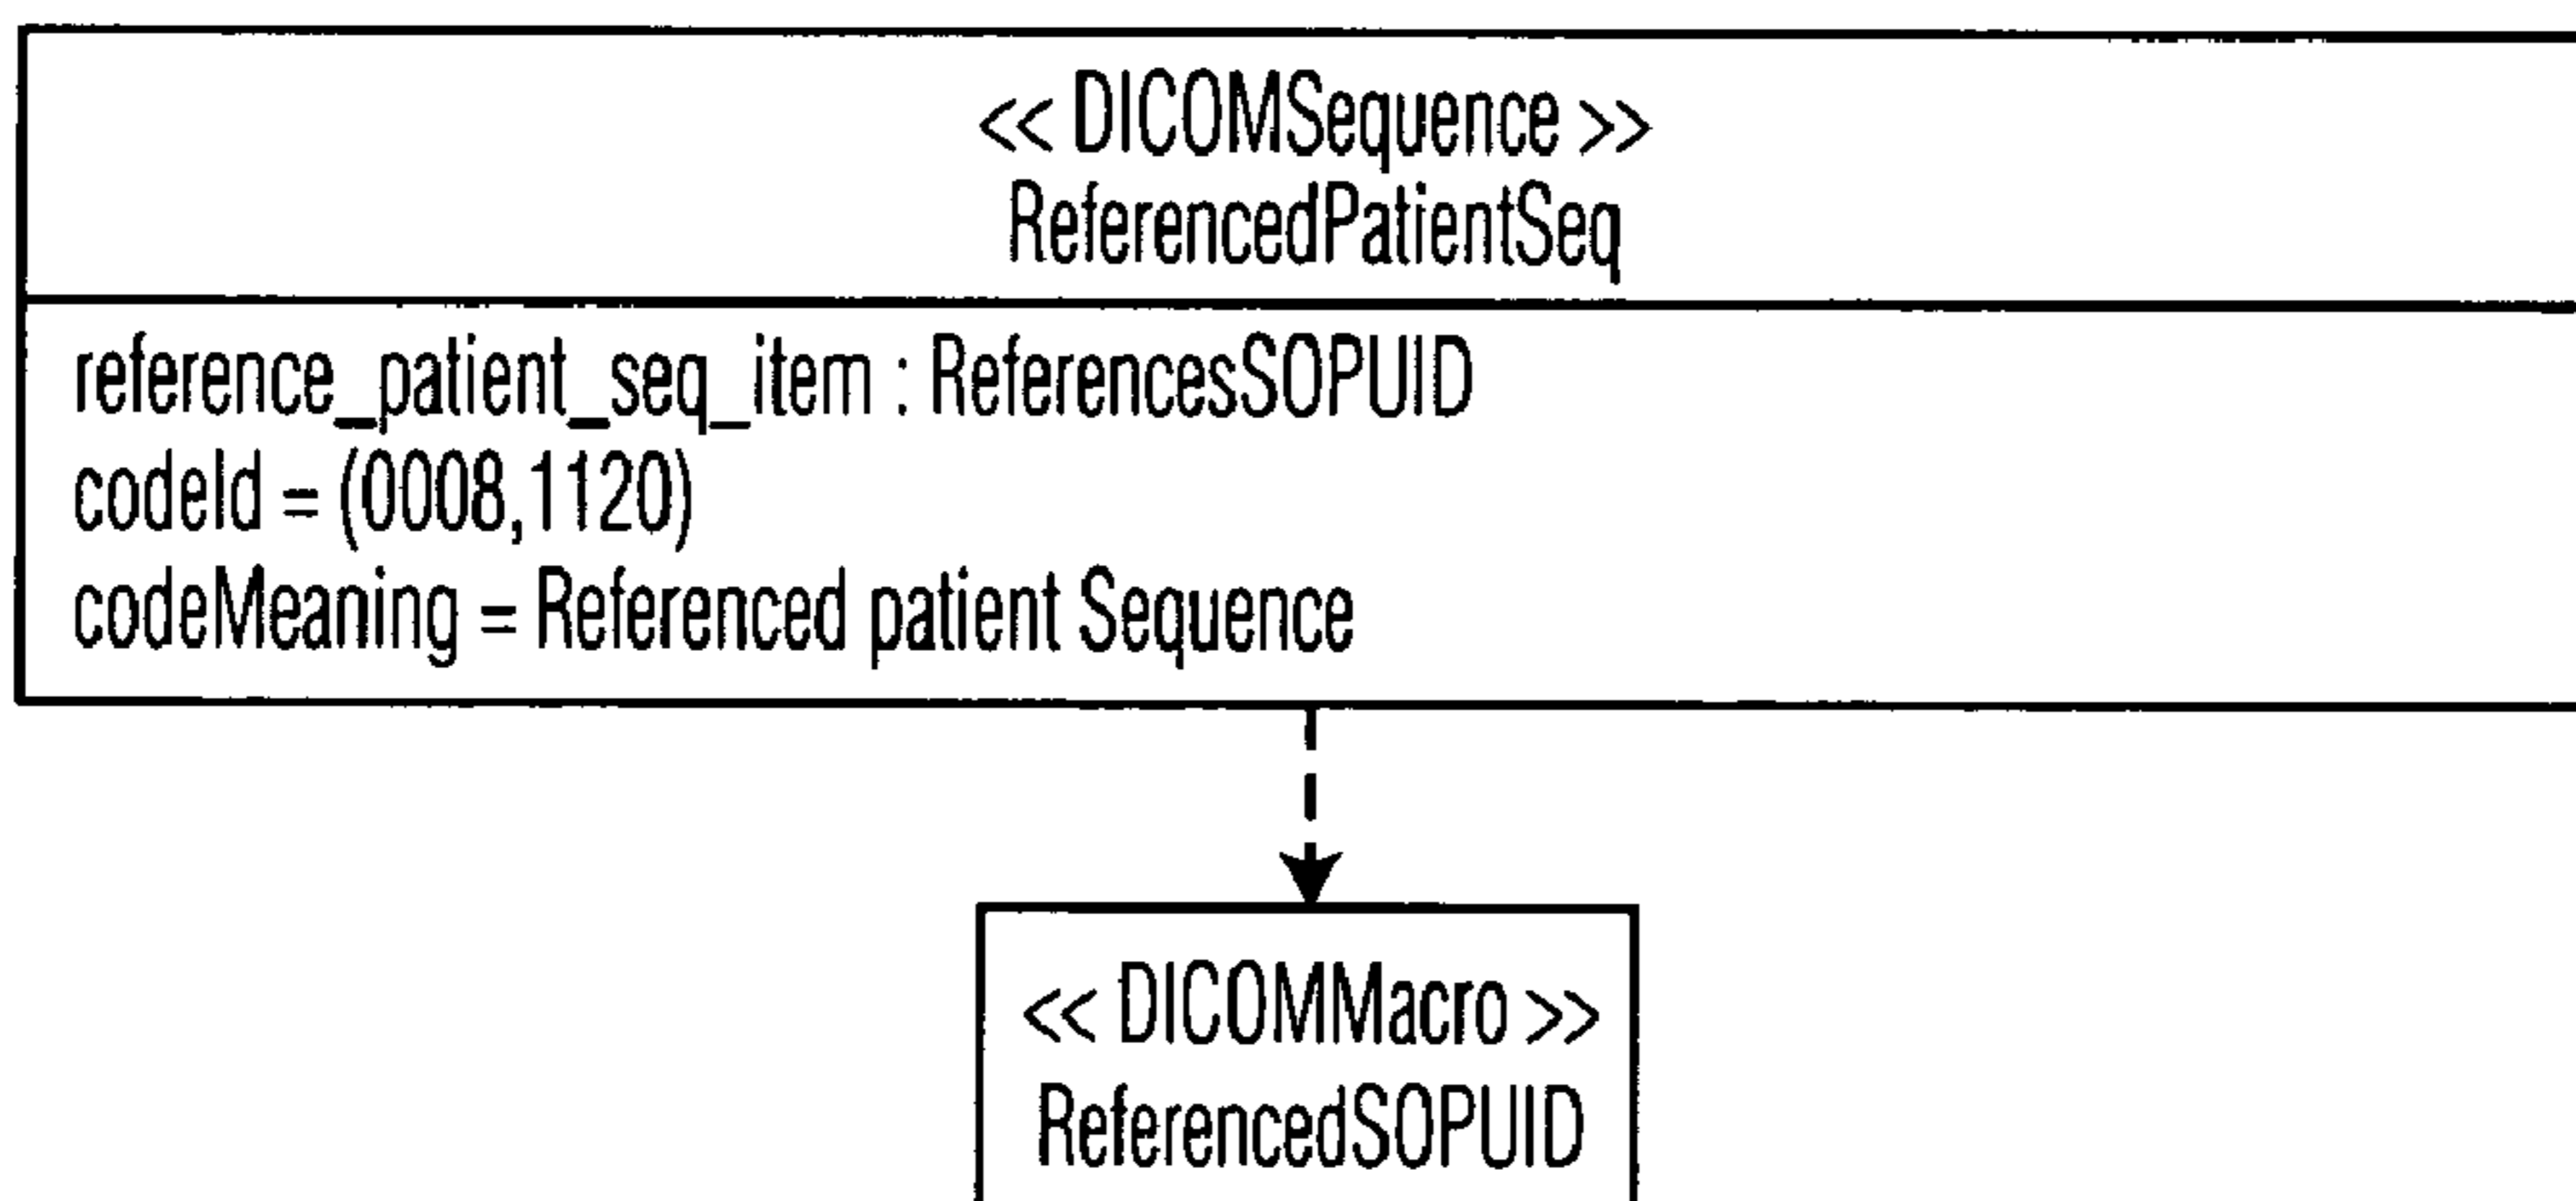 << DICOMSequence >>
ReferencedPatientSeq
reference_patient_seq_item : ReferencesSOPUID
codeId = (0008,1120)
codeMeaning = Referenced patient Sequence
<< DICOMMacro >>
ReferencedSOPUID